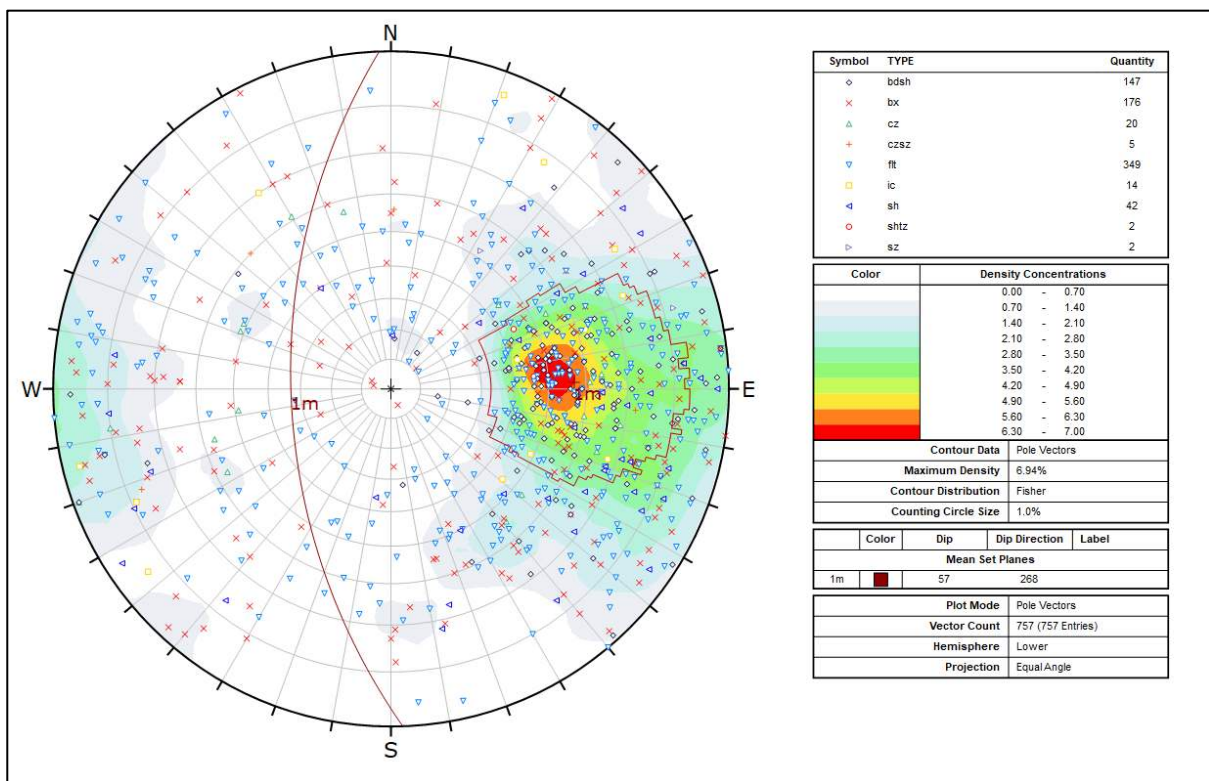 N
W
E
S
1m
1m
Symbol TYPE Quantity
bdsh 147
bx 176
cz 20
czsz 5
flt 349
ic 14
sh 42
shtz 2
sz 2
Color Density Concentrations
0.00 - 0.70
0.70 - 1.40
1.40 - 2.10
2.10 - 2.80
2.80 - 3.50
3.50 - 4.20
4.20 - 4.90
4.90 - 5.60
5.60 - 6.30
6.30 - 7.00
Contour Data Pole Vectors
Maximum Density 6.94%
Contour Distribution Fisher
Counting Circle Size 1.0%
Color Dip Dip Direction Label
Mean Set Planes
1m 57 268
Plot Mode Pole Vectors
Vector Count 757 (757 Entries)
Hemisphere Lower
Projection Equal Angle